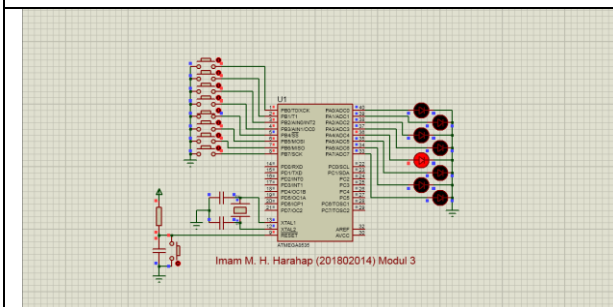 U1
PB0/T0/XCK
PB1/T1
PB2/AIN0/INT2
PB3/AIN1/OC0
PB4/SS
PB5/MOSI
PB6/MISO
PB7/SCK
PD0/RXD
PD1/TXD
PD2/INT0
PD3/INT1
PD4/OC1B
PD5/OC1A
PD6/ICP1
PD7/OC2
XTAL1
XTAL2
RESET
PA0/ADC0
PA1/ADC1
PA2/ADC2
PA3/ADC3
PA4/ADC4
PA5/ADC5
PA6/ADC6
PA7/ADC7
PC0/SCL
PC1/SDA
PC2
PC3
PC4
PC5
PC6/TOSC1
PC7/TOSC2
AREF
AVCC
Imam M. H. Harahap (201802014) Modul 3